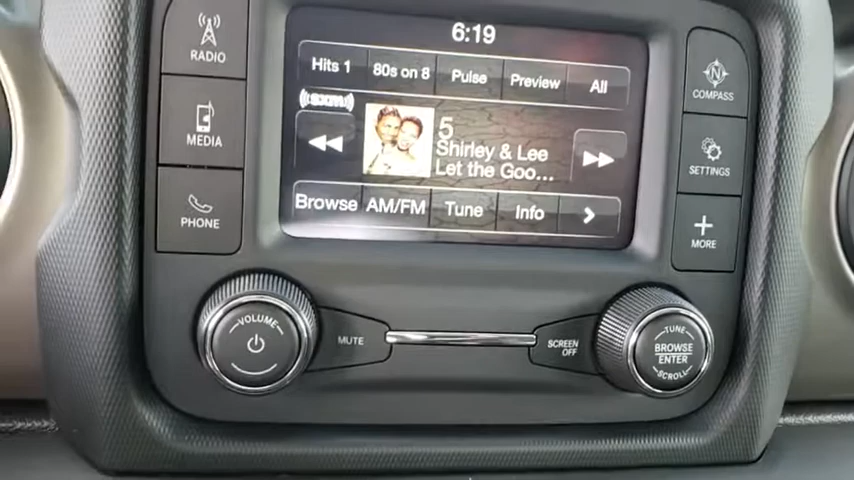 6:19
RADIO
MEDIA
PHONE
Hits 1
80s on 8
Pulse
Preview
All
((SXM))
5
Shirley & Lee
Let the Goo...
Browse
AM/FM
Tune
Info
N
COMPASS
SETTINGS
+
MORE
VOLUME
MUTE
SCREEN
OFF
TUNE
BROWSE
ENTER
SCROLL